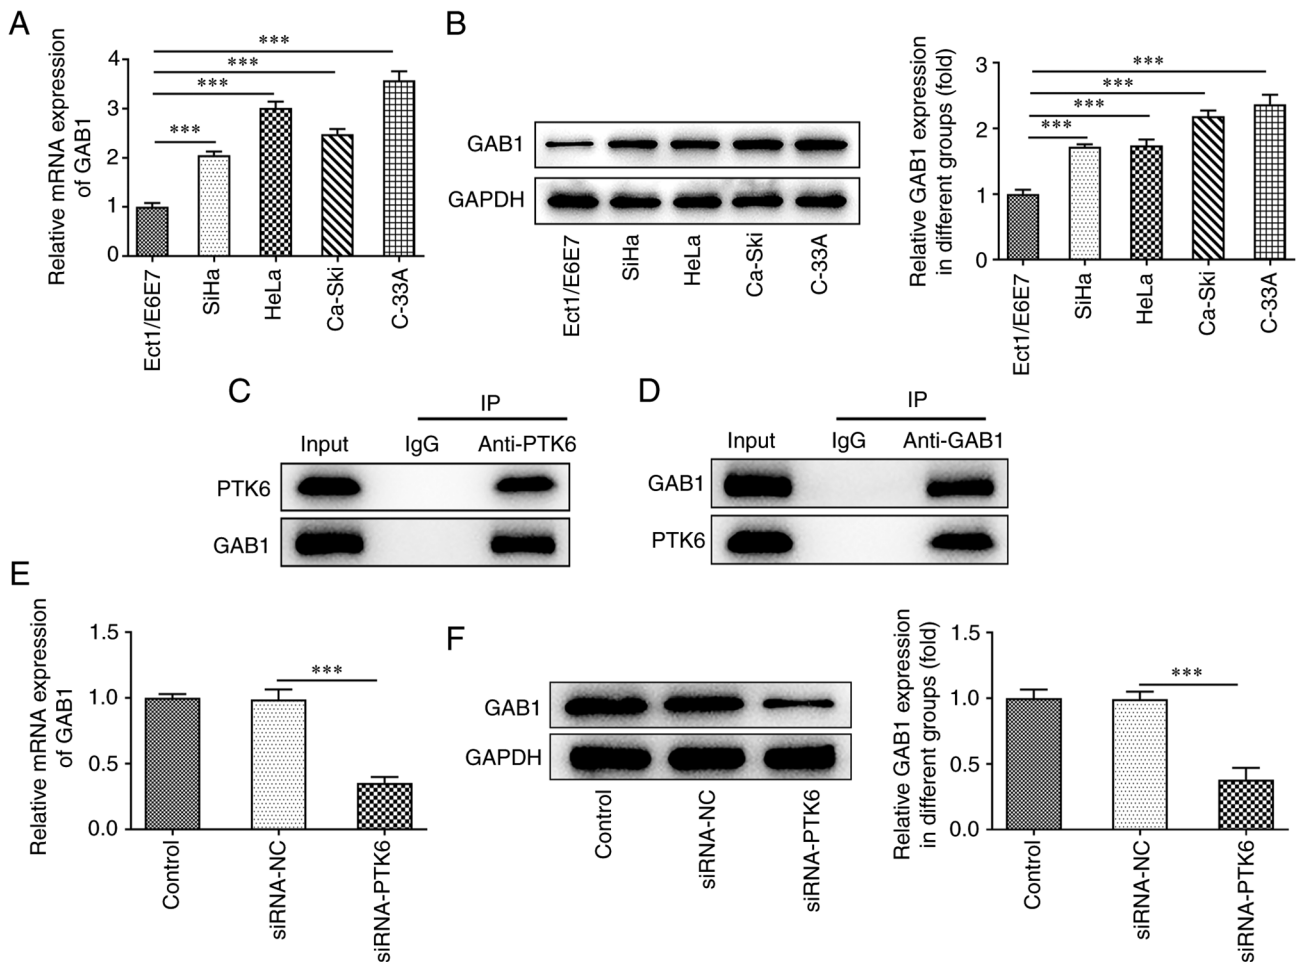 A
Relative mRNA expression
of GAB1
4
3
2
1
0
***
***
***
***
Ect1/E6E7
SiHa
HeLa
Ca-Ski
C-33A
B
GAB1
GAPDH
Ect1/E6E7
SiHa
HeLa
Ca-Ski
C-33A
Relative GAB1 expression
in different groups (fold)
3
2
1
0
***
***
***
***
Ect1/E6E7
SiHa
HeLa
Ca-Ski
C-33A
C
IP
Input IgG Anti-PTK6
PTK6
GAB1
D
IP
Input IgG Anti-GAB1
GAB1
PTK6
E
Relative mRNA expression
of GAB1
1.5
1.0
0.5
0.0
***
Control
siRNA-NC
siRNA-PTK6
F
GAB1
GAPDH
Control
siRNA-NC
siRNA-PTK6
Relative GAB1 expression
in different groups (fold)
1.5
1.0
0.5
0.0
***
Control
siRNA-NC
siRNA-PTK6